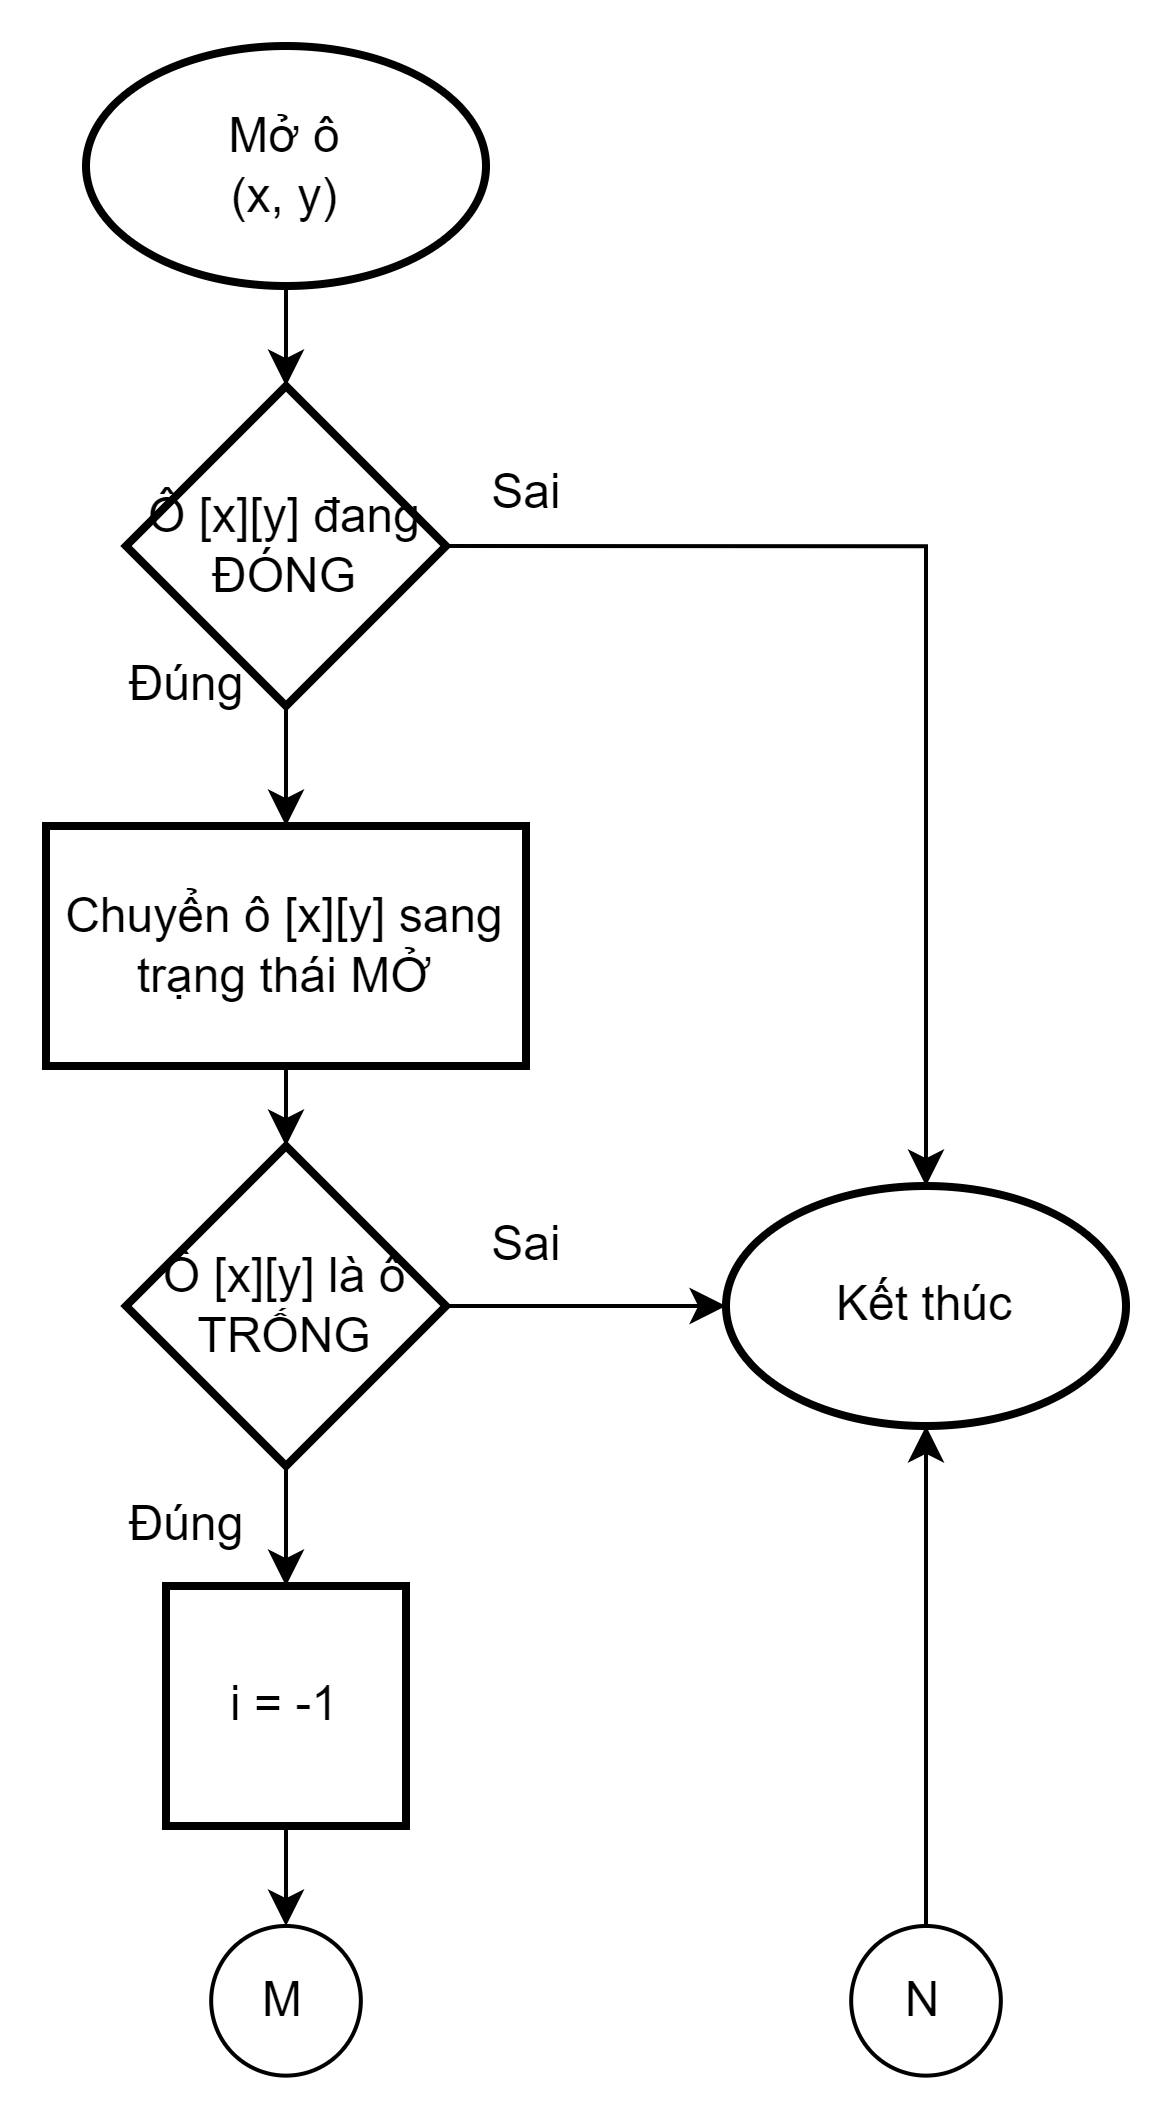 Mở ô
(x, y)
Ô [x][y] đang
ĐÓNG
Sai
Đúng
Chuyển ô [x][y] sang
trạng thái MỞ
Ô [x][y] là ô
TRỐNG
Sai
Kết thúc
Đúng
i = -1
M
N